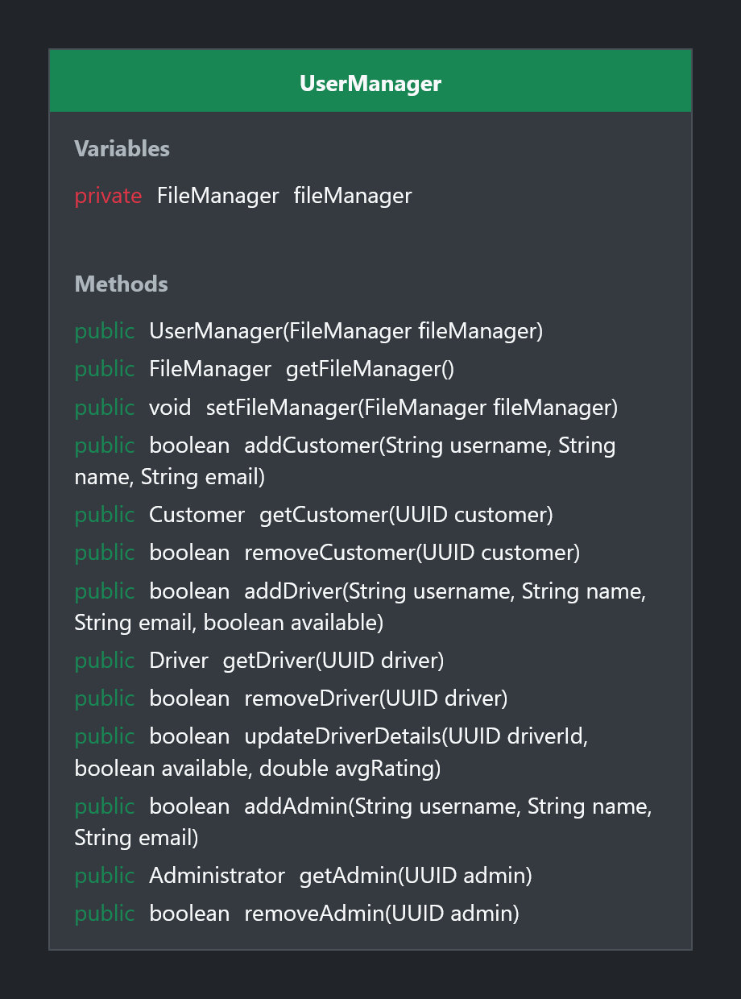 UserManager
Variables
private FileManager fileManager
Methods
public UserManager(FileManager fileManager)
public FileManager getFileManager()
public void setFileManager(FileManager fileManager)
public boolean addCustomer(String username, String
name, String email)
public Customer getCustomer(UUID customer)
public boolean removeCustomer(UUID customer)
public boolean addDriver(String username, String name,
String email, boolean available)
public Driver getDriver(UUID driver)
public boolean removeDriver(UUID driver)
public boolean updateDriverDetails(UUID driverId,
boolean available, double avgRating)
public boolean addAdmin(String username, String name,
String email)
public Administrator getAdmin(UUID admin)
public boolean removeAdmin(UUID admin)